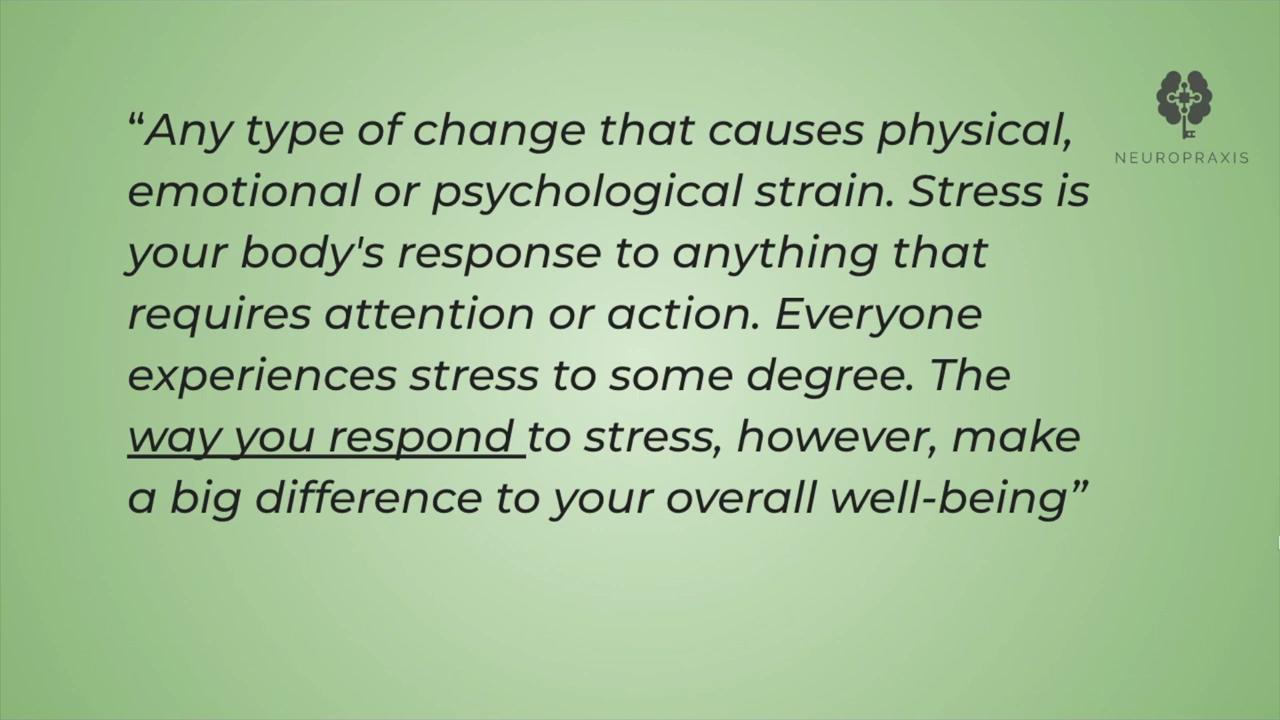 “Any type of change that causes physical,
emotional or psychological strain. Stress is
your body's response to anything that
requires attention or action. Everyone
experiences stress to some degree. The
way you respond to stress, however, make
a big difference to your overall well-being”
NEUROPRAXIS